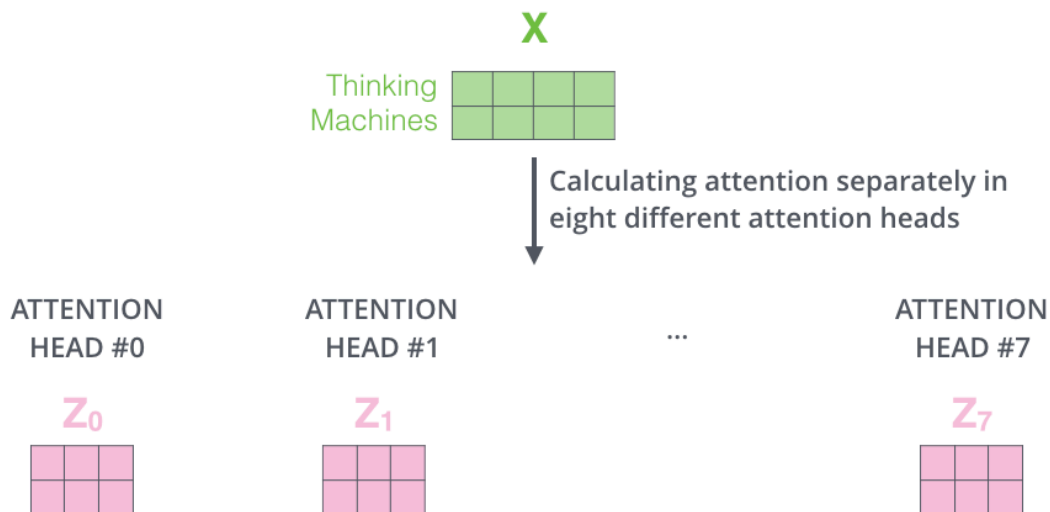 X
Thinking
Machines
Calculating attention separately in
eight different attention heads
ATTENTION
HEAD #0
ATTENTION
HEAD #1
...
ATTENTION
HEAD #7
Z₀
Z₁
Z₇